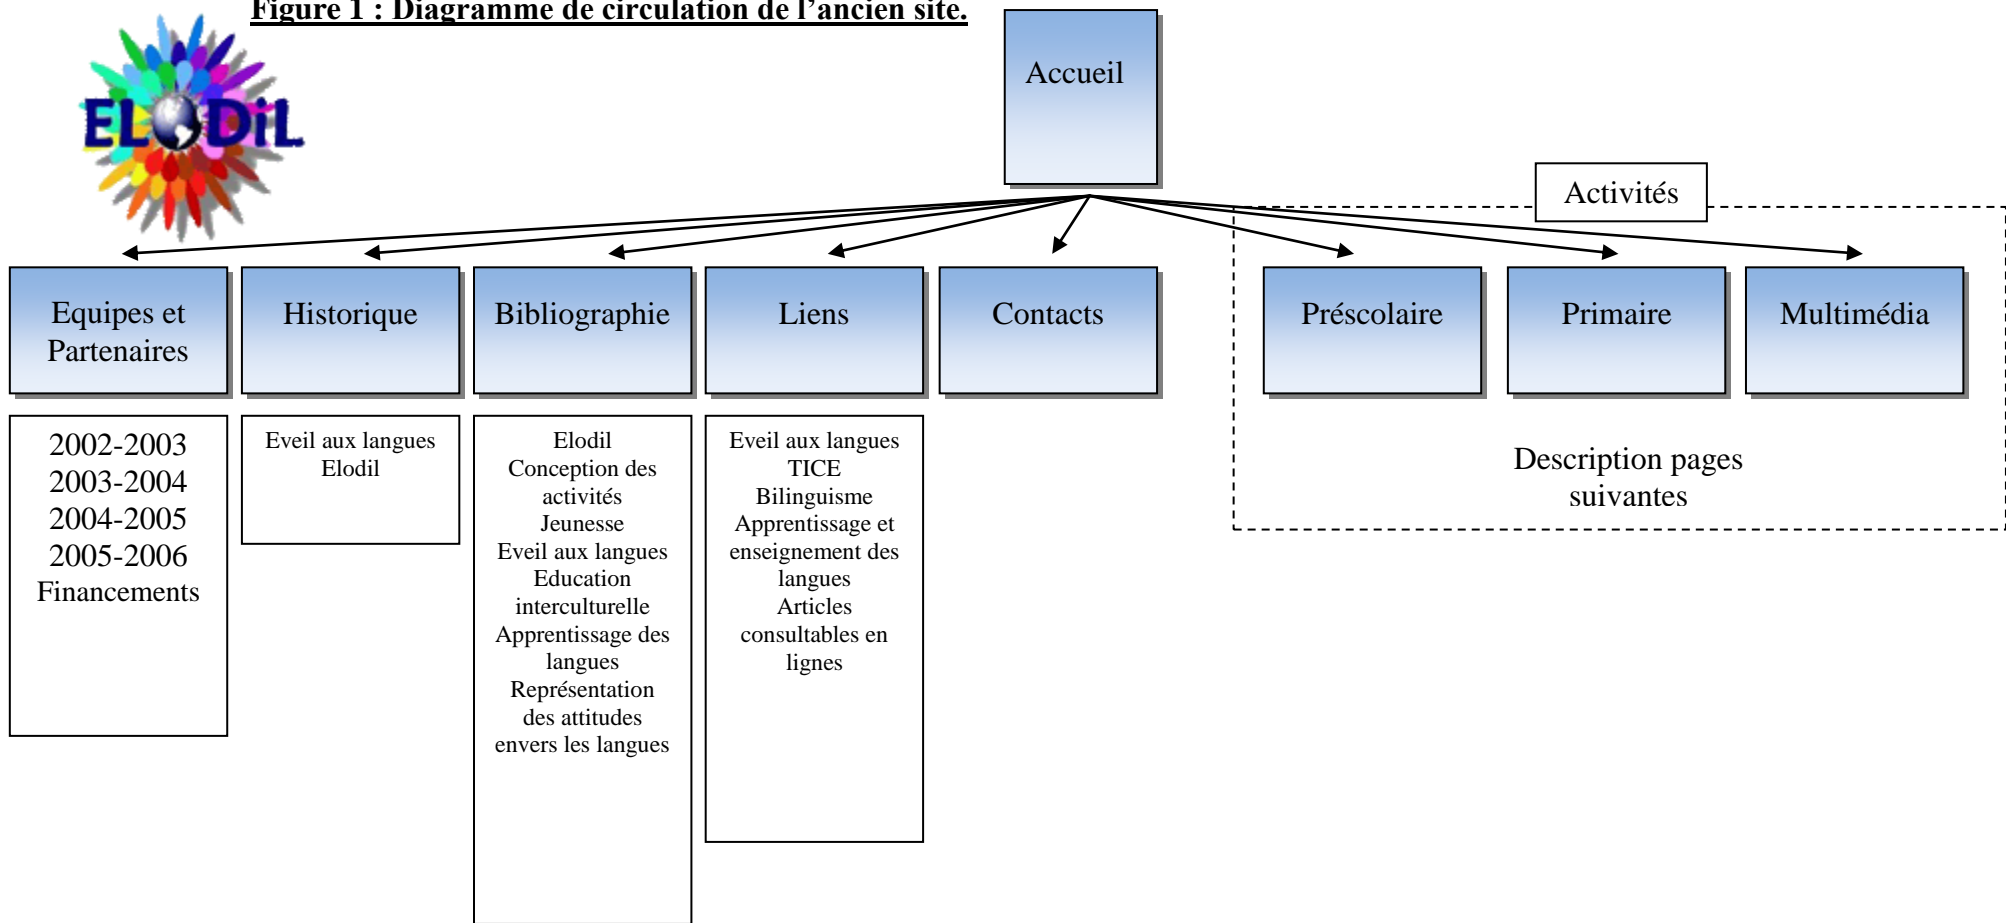 Figure 1 : Diagramme de circulation de l’ancien site.
ELODiL
Accueil
Activités
Equipes et
Partenaires
Historique
Bibliographie
Liens
Contacts
Préscolaire
Primaire
Multimédia
2002-2003
2003-2004
2004-2005
2005-2006
Financements
Eveil aux langues
Elodil
Elodil
Conception des
activités
Jeunesse
Eveil aux langues
Education
interculturelle
Apprentissage des
langues
Représentation
des attitudes
envers les langues
Eveil aux langues
TICE
Bilinguisme
Apprentissage et
enseignement des
langues
Articles
consultables en
lignes
Description pages
suivantes